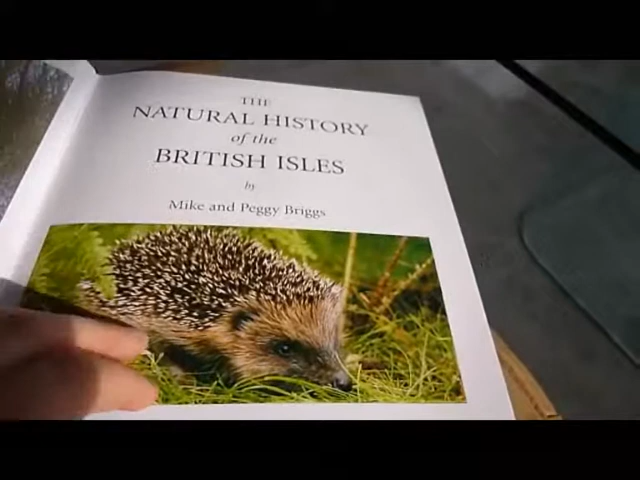 THE
NATURAL HISTORY
of the
BRITISH ISLES
by
Mike and Peggy Briggs